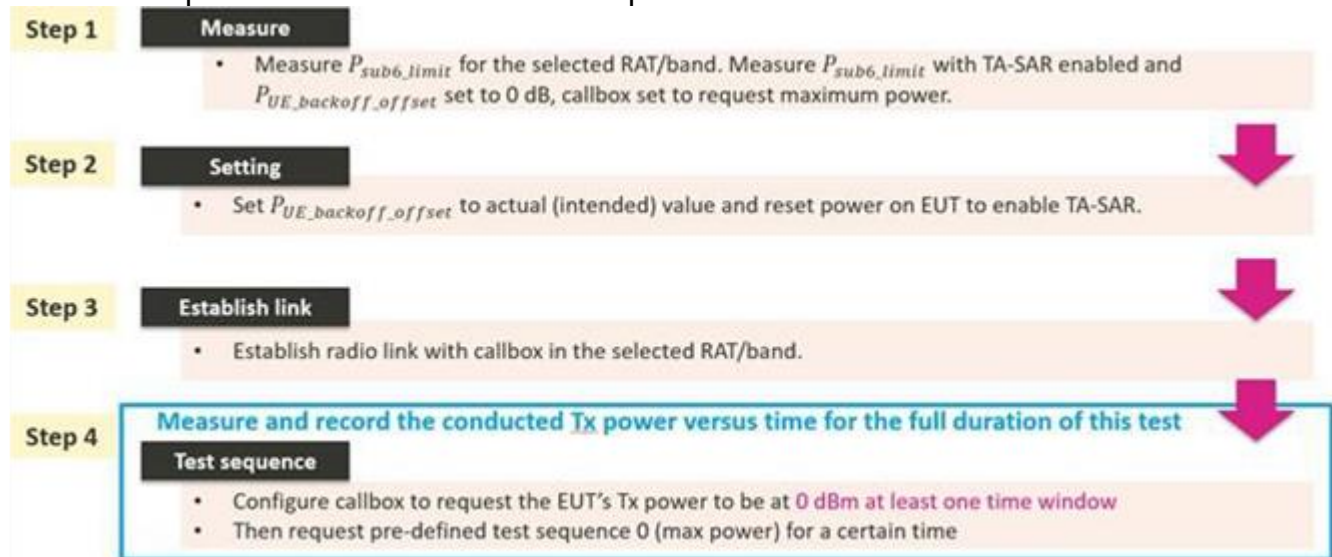 Step 1
Measure
• Measure P_sub6_limit for the selected RAT/band. Measure P_sub6_limit with TA-SAR enabled and
P_UE_backoff_offset set to 0 dB, callbox set to request maximum power.
Step 2
Setting
• Set P_UE_backoff_offset to actual (intended) value and reset power on EUT to enable TA-SAR.
Step 3
Establish link
• Establish radio link with callbox in the selected RAT/band.
Measure and record the conducted Tx power versus time for the full duration of this test
Step 4
Test sequence
• Configure callbox to request the EUT's Tx power to be at 0 dBm at least one time window
• Then request pre-defined test sequence 0 (max power) for a certain time